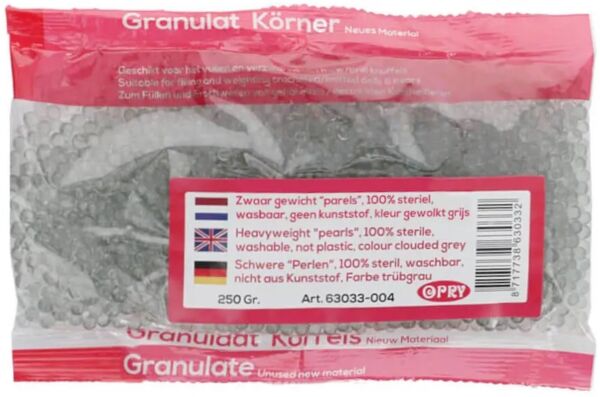 Granulat Körner Neues Material
Geschikt voor het vullen en
Suitable for filling and weighting
Zum Füllen und
Zwaar gewicht "parels", 100% steriel,
wasbaar, geen kunststof, kleur gewolkt grijs
Heavyweight "pearls", 100% sterile,
washable, not plastic, colour clouded grey
Schwere "Perlen", 100% steril, waschbar,
nicht aus Kunststof, Farbe trübgrau
250 Gr. Art. 63033-004
OPRY
8 717738 630332
Granulaat Korrels Nieuw Materiaal
Granulate Unused new material